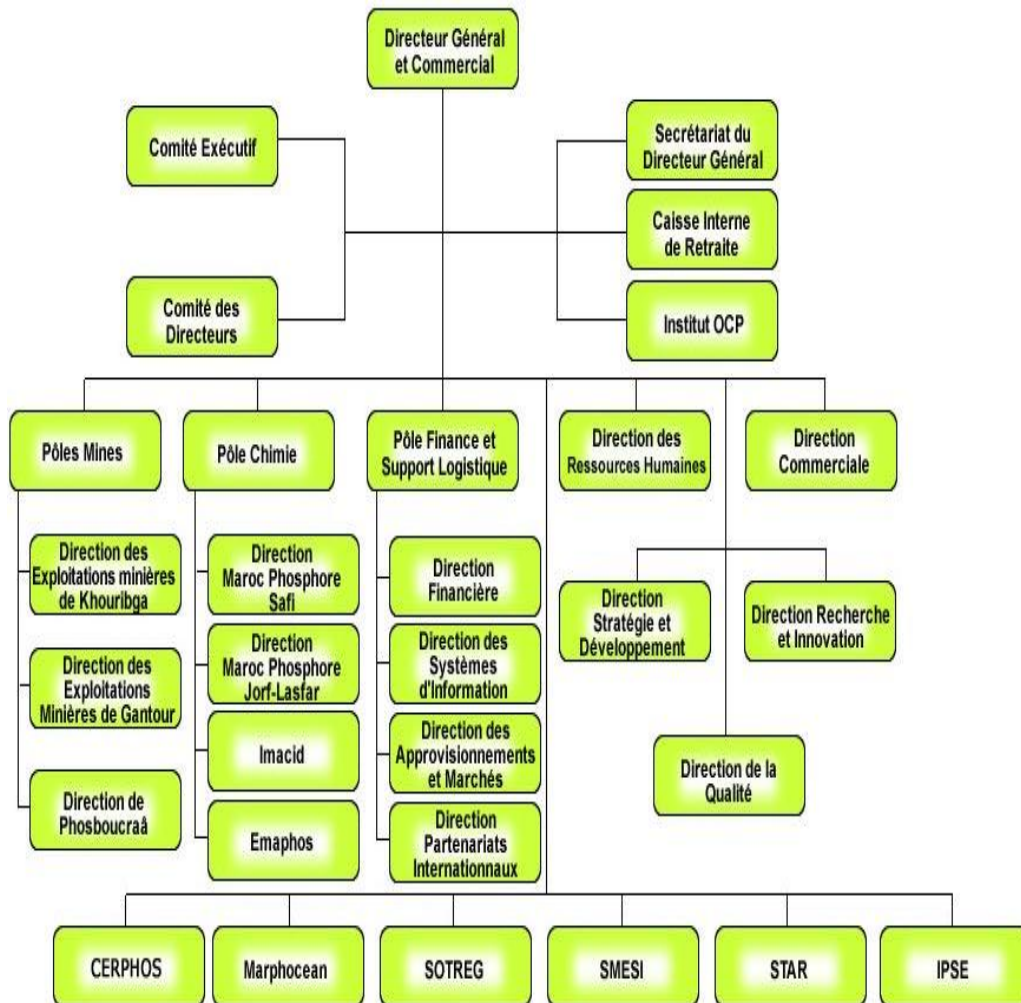 Directeur Général
et Commercial
Comité Exécutif
Secrétariat du
Directeur Général
Caisse Interne
de Retraite
Comité des
Directeurs
Institut OCP
Pôles Mines
Pôle Chimie
Pôle Finance et
Support Logistique
Direction des
Ressources Humaines
Direction
Commerciale
Direction des
Exploitations minières
de Khouribga
Direction
Maroc Phosphore
Safi
Direction
Financière
Direction
Stratégie et
Développement
Direction Recherche
et Innovation
Direction des
Exploitations
Minières de Gantour
Direction
Maroc Phosphore
Jorf-Lasfar
Direction des
Systèmes
d'Information
Imacid
Direction des
Approvisionnements
et Marchés
Direction de la
Qualité
Direction de
Phosboucraâ
Emaphos
Direction
Partenariats
Internationnaux
CERPHOS
Marphocean
SOTREG
SMESI
STAR
IPSE